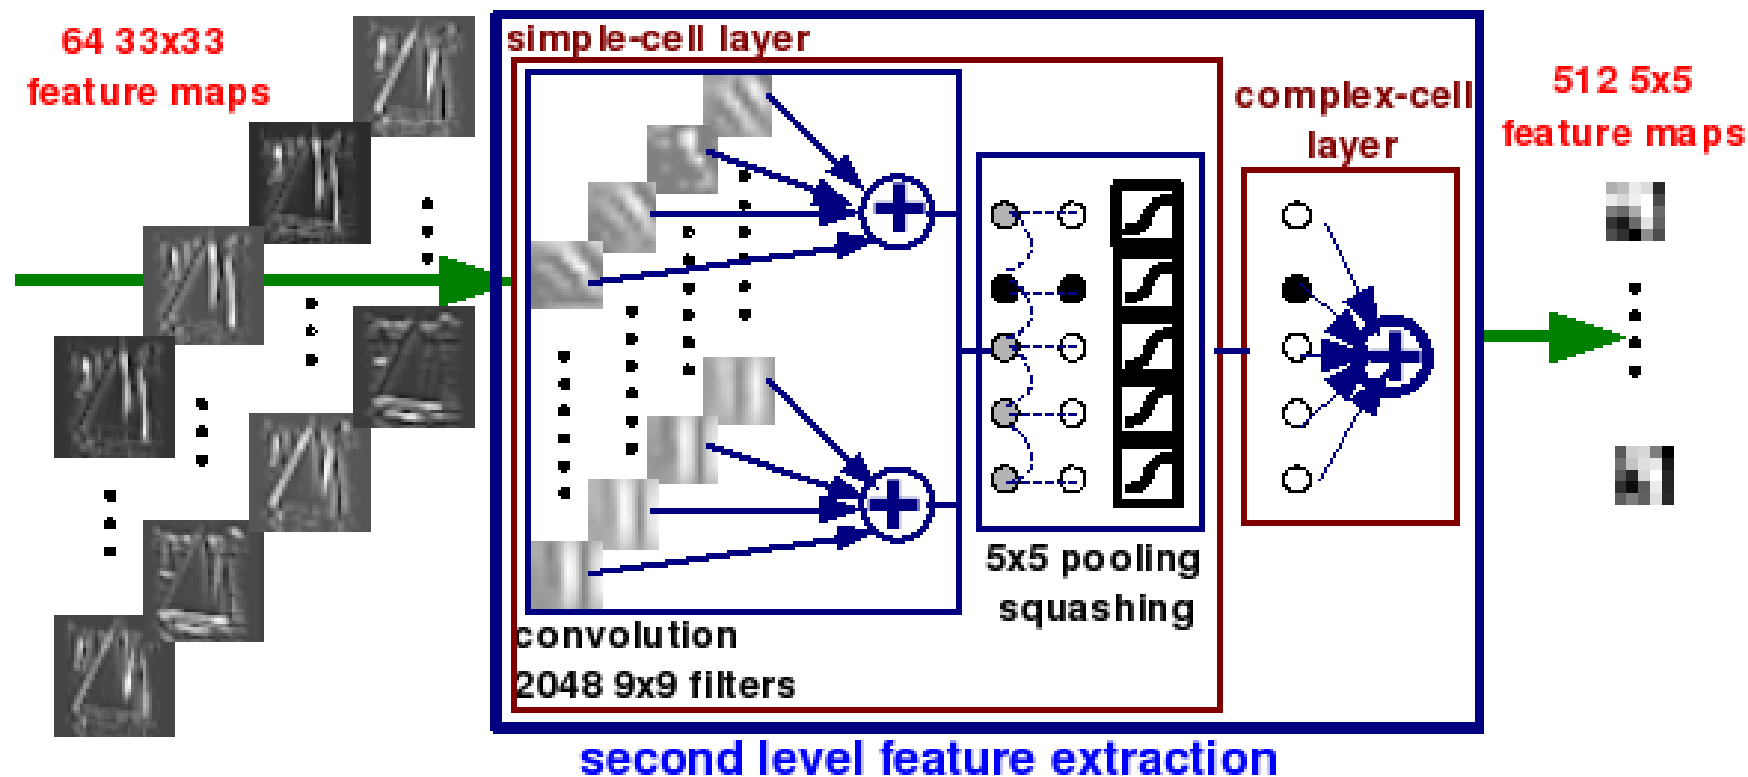 64 33x33
feature maps
simple-cell layer
complex-cell
layer
512 5x5
feature maps
5x5 pooling
squashing
convolution
2048 9x9 filters
second level feature extraction